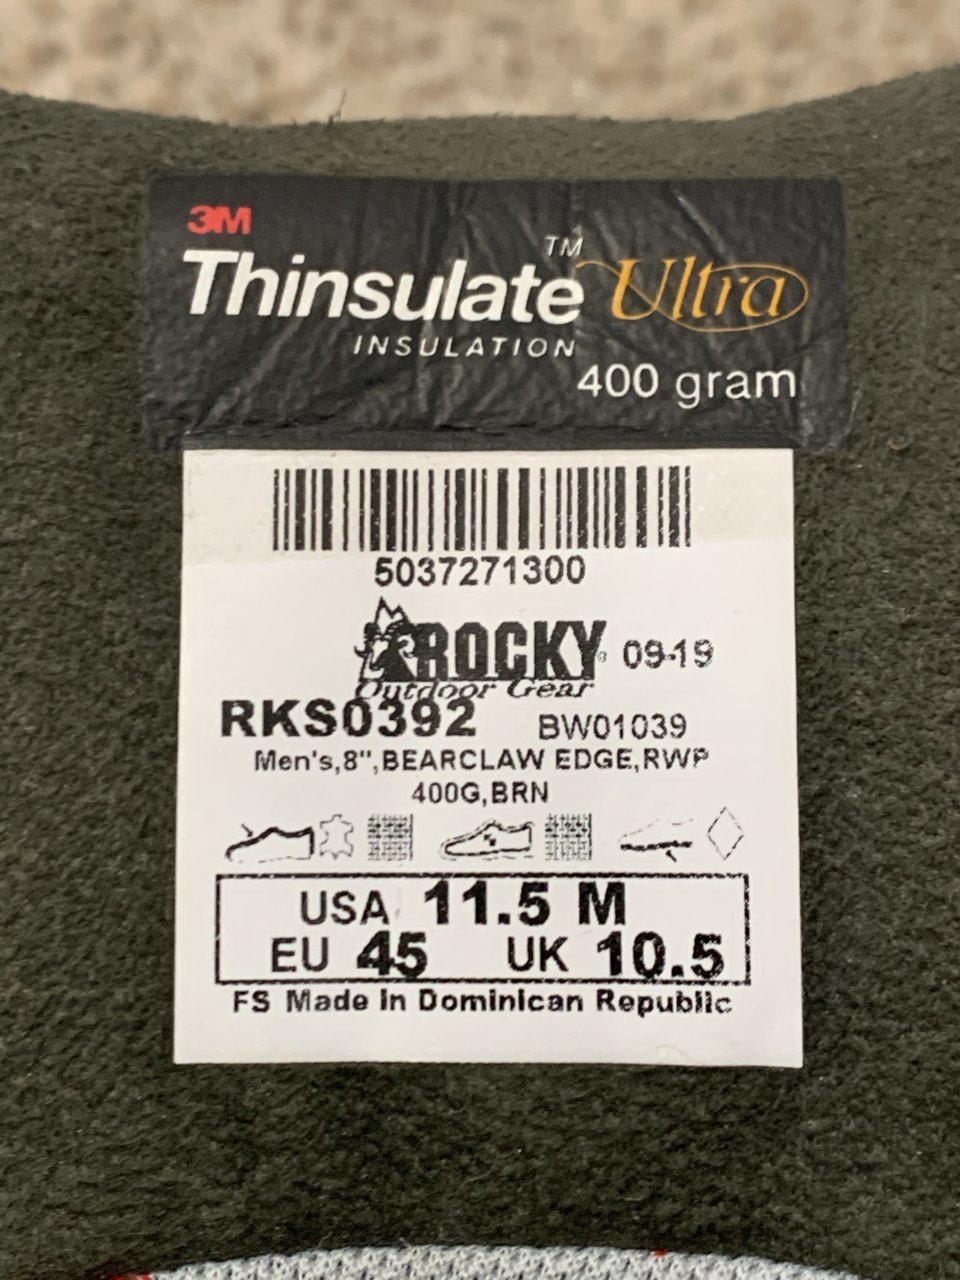 3M
Thinsulate™ Ultra
INSULATION
400 gram
5037271300
ROCKY® 09-19
Outdoor Gear
RKS0392 BW01039
Men's,8",BEARCLAW EDGE,RWP
400G,BRN
USA 11.5 M
EU 45 UK 10.5
FS Made In Dominican Republic